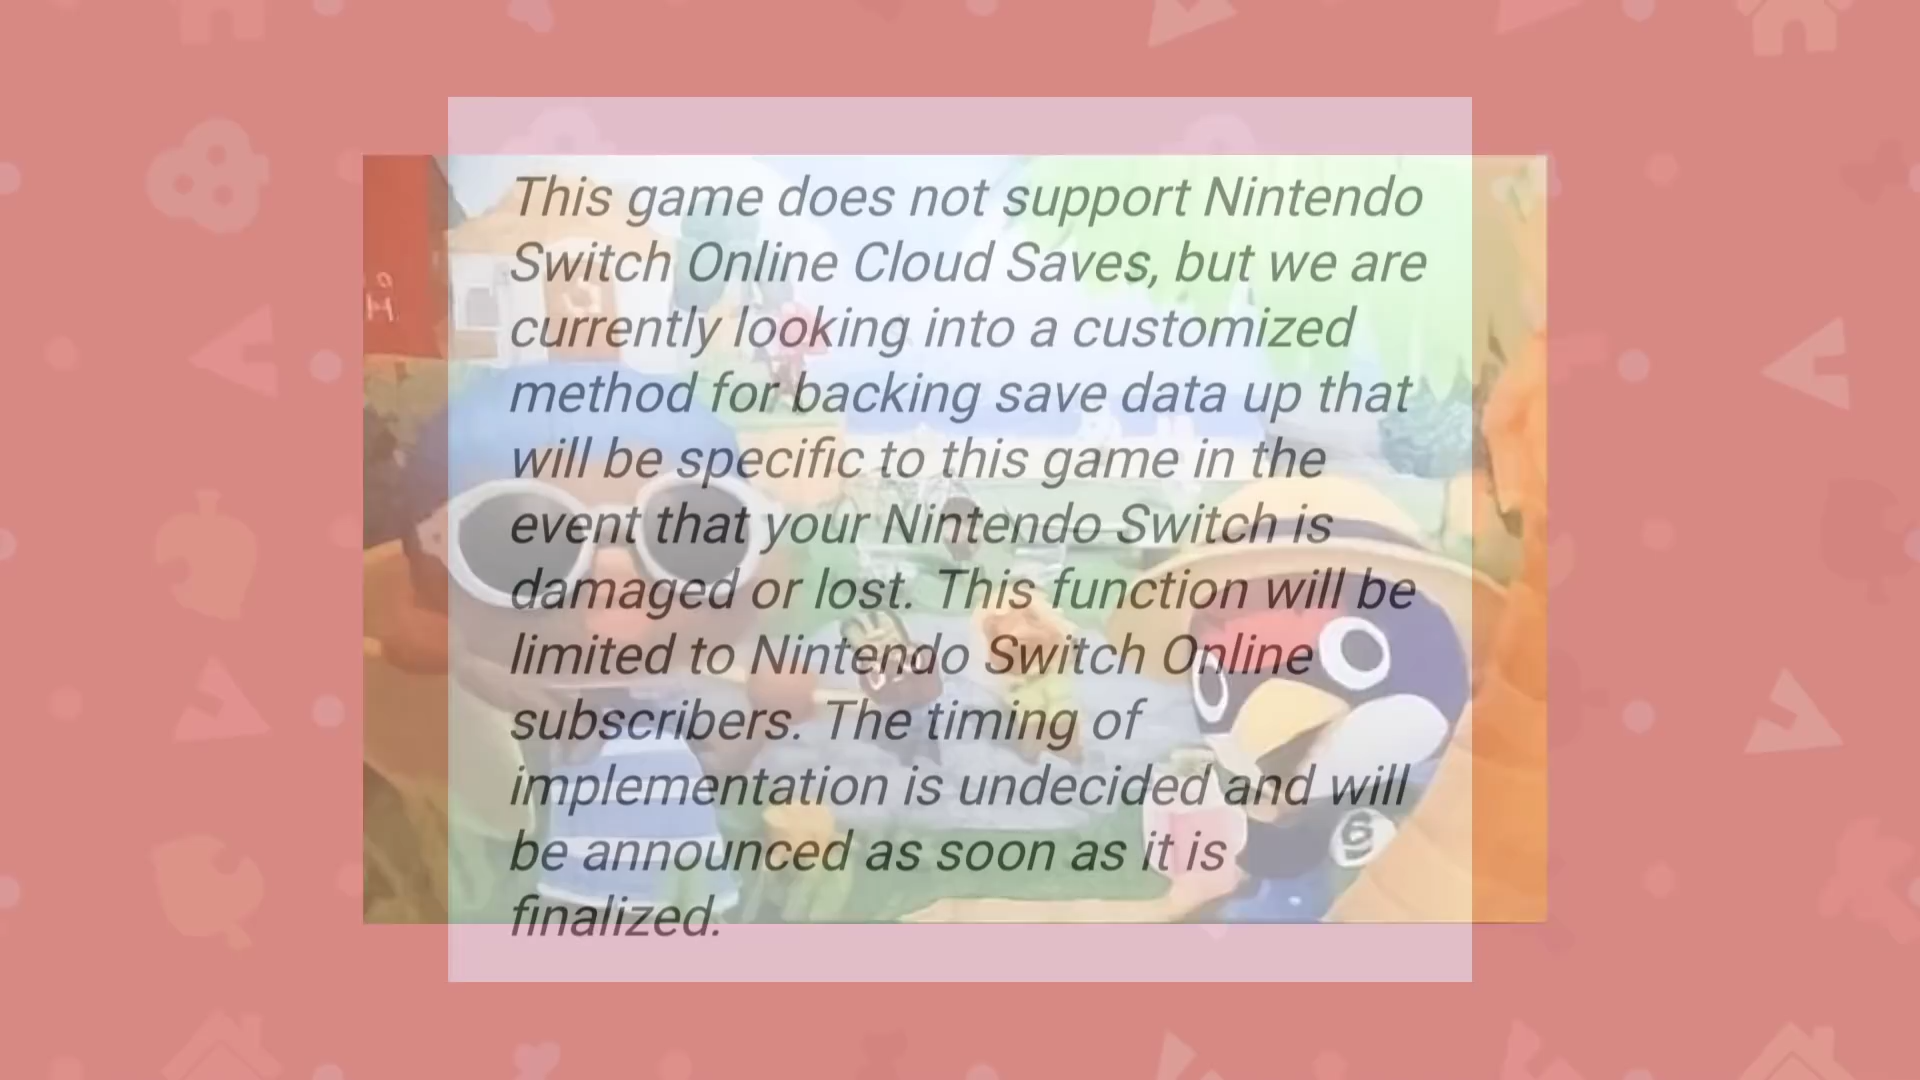 This game does not support Nintendo
Switch Online Cloud Saves, but we are
currently looking into a customized
method for backing save data up that
will be specific to this game in the
event that your Nintendo Switch is
damaged or lost. This function will be
limited to Nintendo Switch Online
subscribers. The timing of
implementation is undecided and will
be announced as soon as it is
finalized.
6